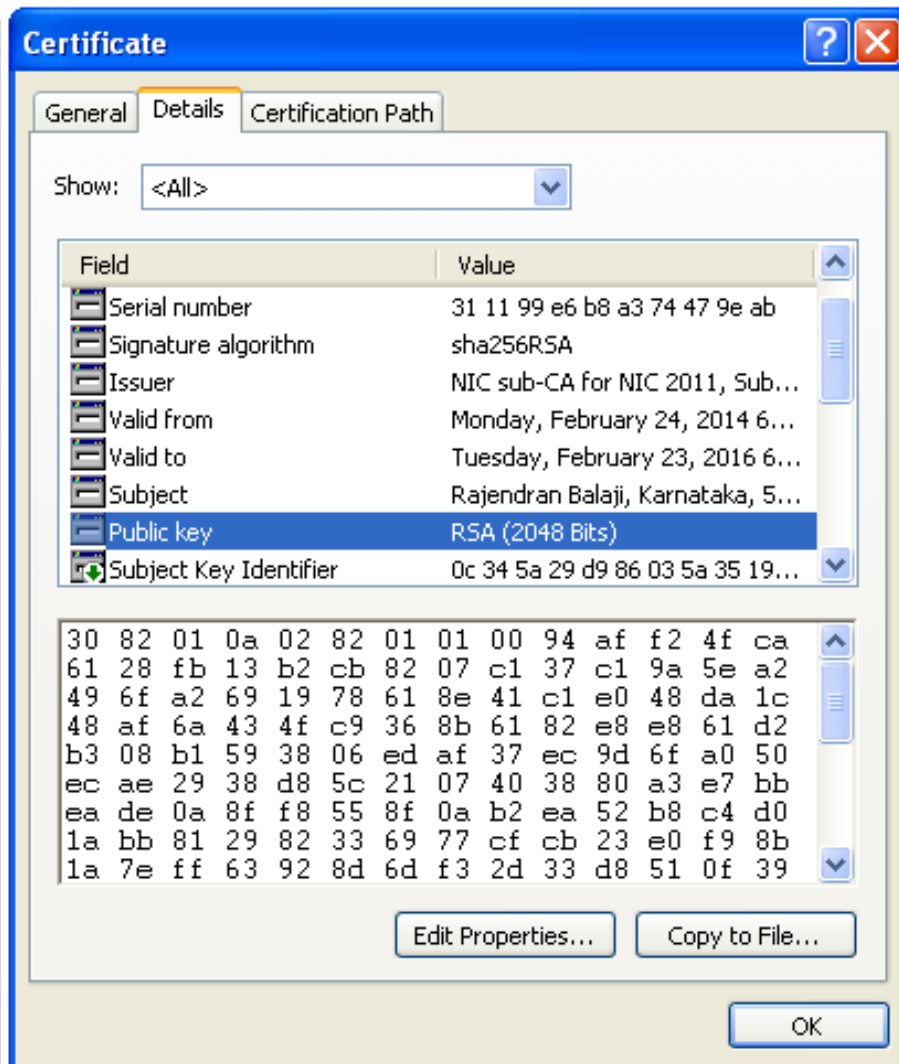 Certificate
General Details Certification Path
Show: <All>
Field Value
Serial number 31 11 99 e6 b8 a3 74 47 9e ab
Signature algorithm sha256RSA
Issuer NIC sub-CA for NIC 2011, Sub...
Valid from Monday, February 24, 2014 6...
Valid to Tuesday, February 23, 2016 6...
Subject Rajendran Balaji, Karnataka, 5...
Public key RSA (2048 Bits)
Subject Key Identifier 0c 34 5a 29 d9 86 03 5a 35 19...
30 82 01 0a 02 82 01 01 00 94 af f2 4f ca
61 28 fb 13 b2 cb 82 07 c1 37 c1 9a 5e a2
49 6f a2 69 19 78 61 8e 41 c1 e0 48 da 1c
48 af 6a 43 4f c9 36 8b 61 82 e8 e8 61 d2
b3 08 b1 59 38 06 ed af 37 ec 9d 6f a0 50
ec ae 29 38 d8 5c 21 07 40 38 80 a3 e7 bb
ea de 0a 8f f8 55 8f 0a b2 ea 52 b8 c4 d0
1a bb 81 29 82 33 69 77 cf cb 23 e0 f9 8b
1a 7e ff 63 92 8d 6d f3 2d 33 d8 51 0f 39
Edit Properties... Copy to File...
OK